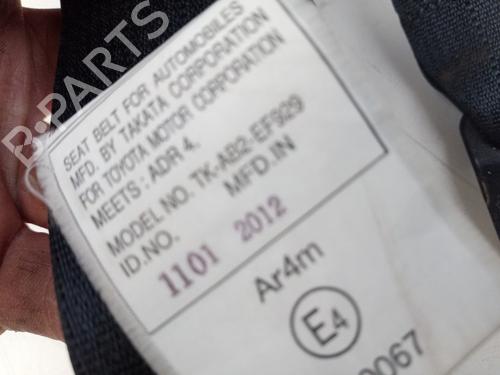 SEAT BELT FOR AUTOMOBILES
MFD. BY TAKATA CORPORATION
FOR TOYOTA MOTOR CORPORATION
MEETS: ADR 4,
MODEL NO. TK-AB2-EF929
ID.NO. MFD.IN
1101 2012
Ar4m
E4
0067
B-PARTS